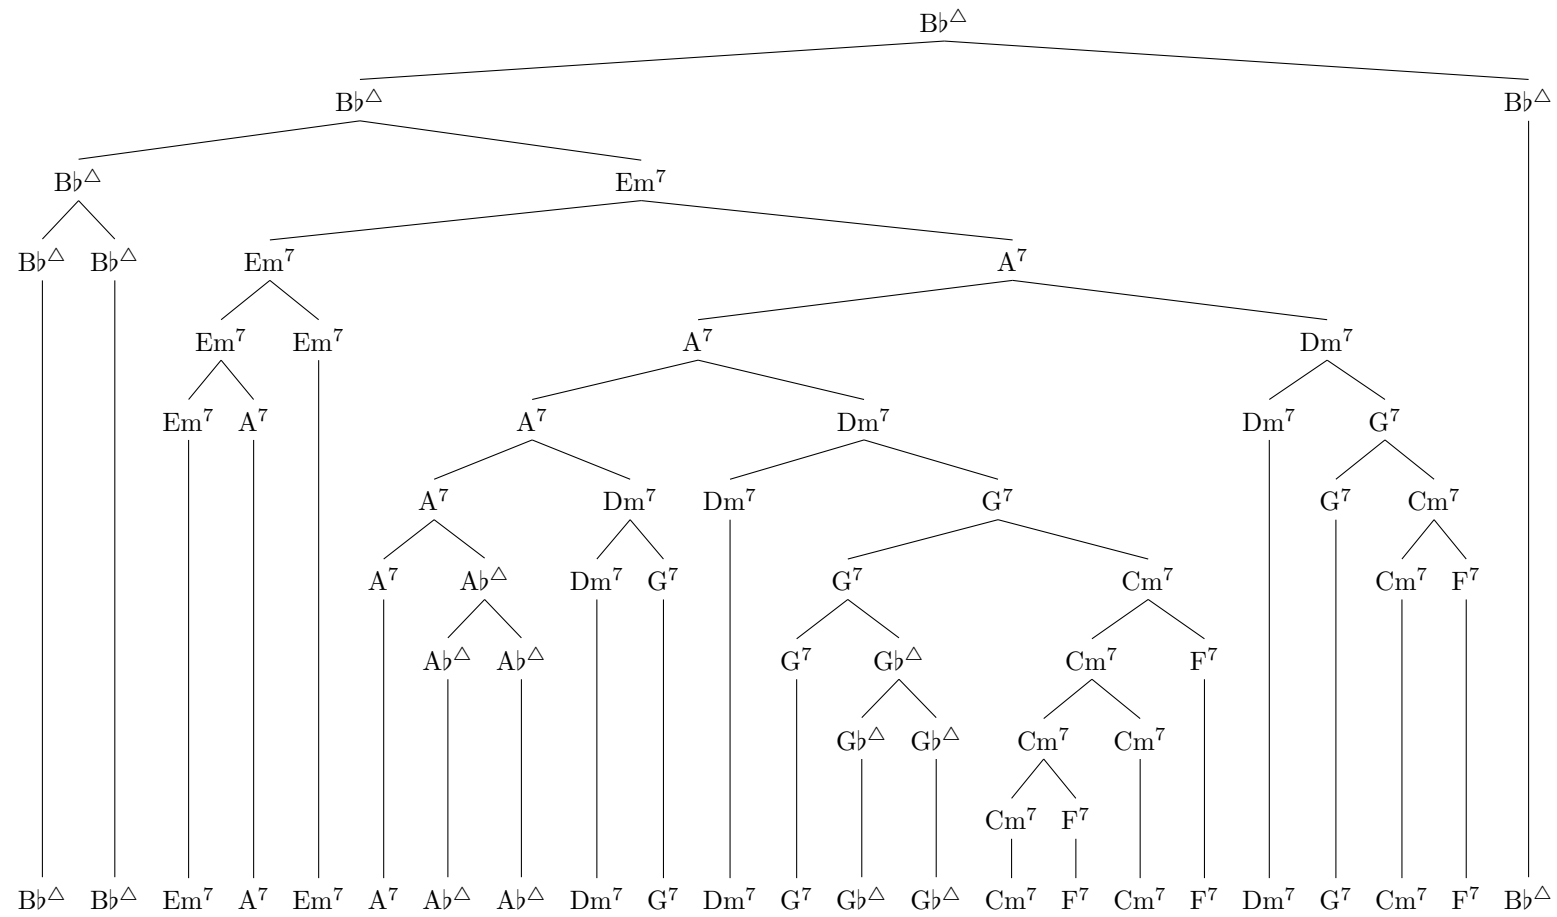 B♭△
B♭△ B♭△
B♭△ Em⁷
B♭△ B♭△ Em⁷ A⁷
Em⁷ Em⁷ A⁷ Dm⁷
Em⁷ A⁷ A⁷ Dm⁷ Dm⁷ G⁷
A⁷ Dm⁷ Dm⁷ G⁷ G⁷ Cm⁷
A⁷ A♭△ Dm⁷ G⁷ G⁷ Cm⁷ Cm⁷ F⁷
A♭△ A♭△ G⁷ G♭△ Cm⁷ F⁷
G♭△ G♭△ Cm⁷ Cm⁷
Cm⁷ F⁷
B♭△ B♭△ Em⁷ A⁷ Em⁷ A⁷ A♭△ A♭△ Dm⁷ G⁷ Dm⁷ G⁷ G♭△ G♭△ Cm⁷ F⁷ Cm⁷ F⁷ Dm⁷ G⁷ Cm⁷ F⁷ B♭△